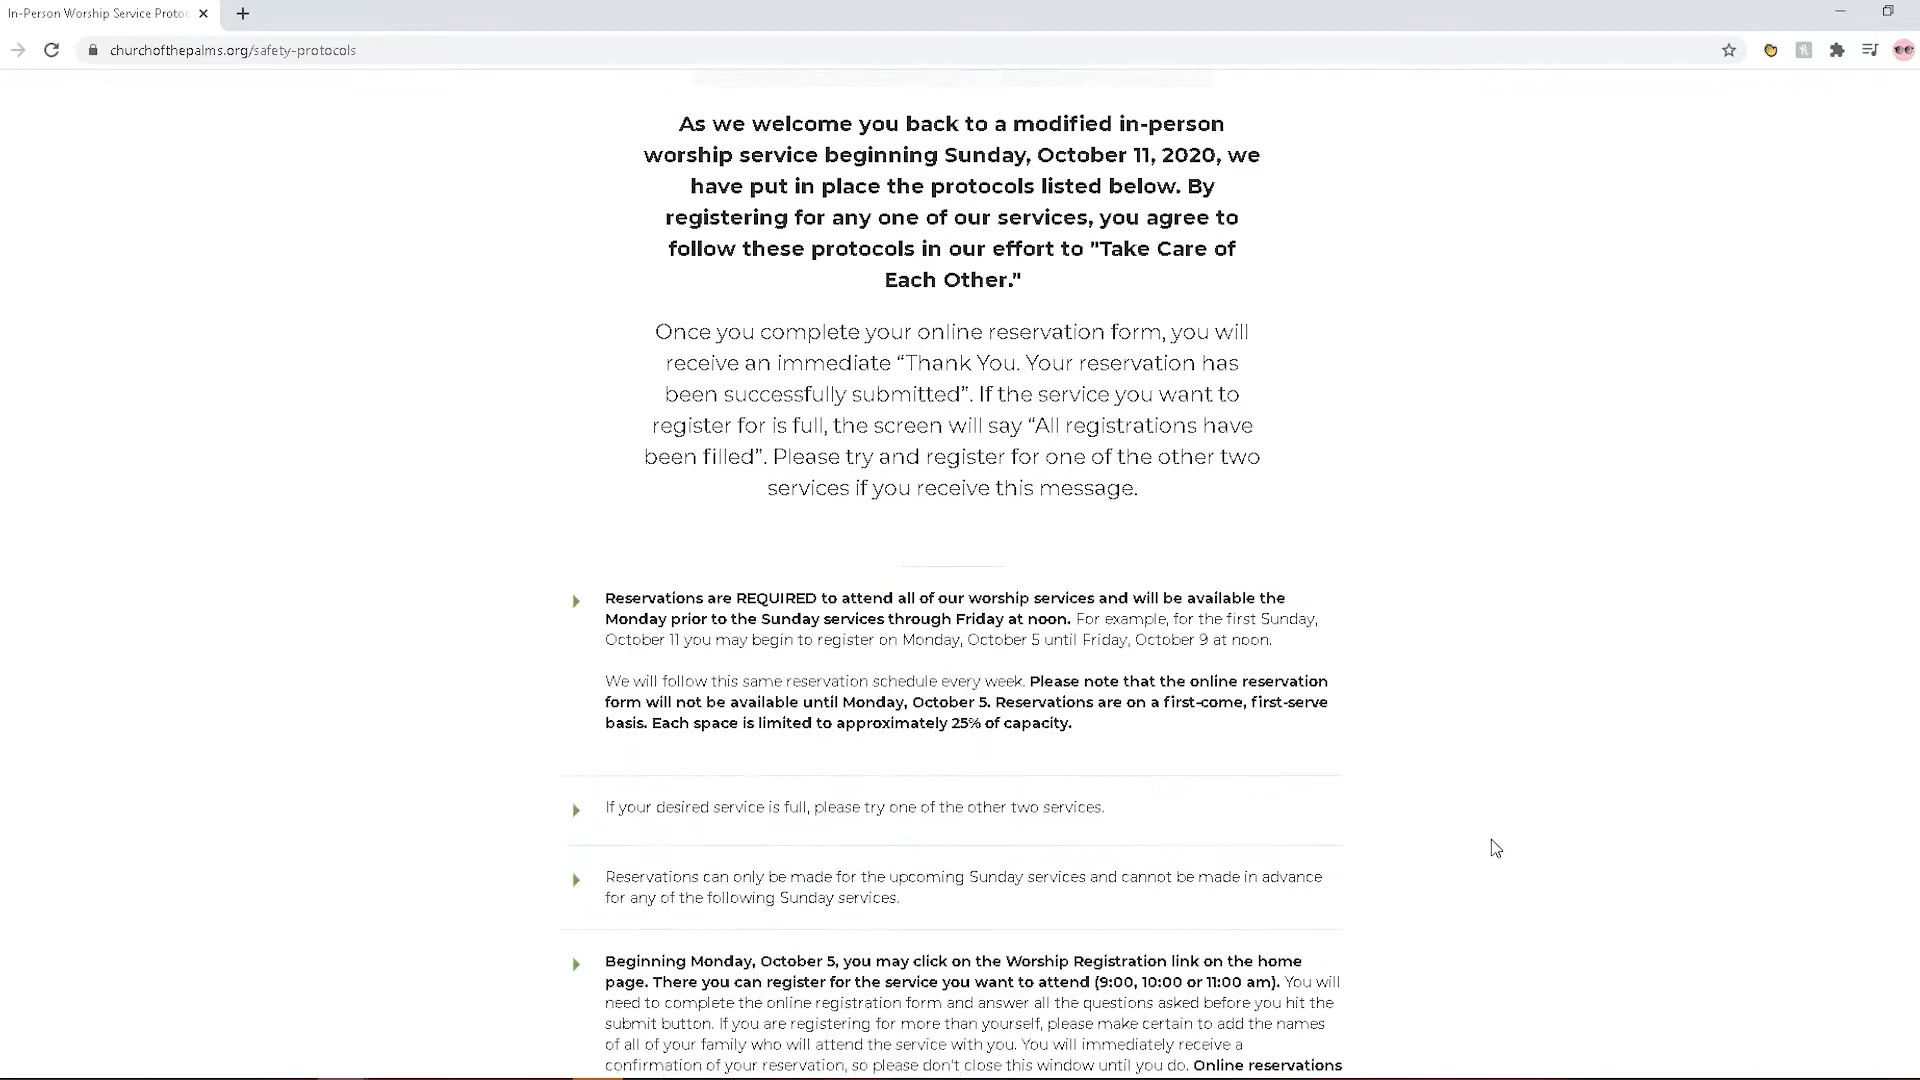 In-Person Worship Service Protoc
churchofthepalms.org/safety-protocols
As we welcome you back to a modified in-person
worship service beginning Sunday, October 11, 2020, we
have put in place the protocols listed below. By
registering for any one of our services, you agree to
follow these protocols in our effort to "Take Care of
Each Other."
Once you complete your online reservation form, you will
receive an immediate “Thank You. Your reservation has
been successfully submitted”. If the service you want to
register for is full, the screen will say “All registrations have
been filled”. Please try and register for one of the other two
services if you receive this message.
Reservations are REQUIRED to attend all of our worship services and will be available the
Monday prior to the Sunday services through Friday at noon. For example, for the first Sunday,
October 11 you may begin to register on Monday, October 5 until Friday, October 9 at noon.
We will follow this same reservation schedule every week. Please note that the online reservation
form will not be available until Monday, October 5. Reservations are on a first-come, first-serve
basis. Each space is limited to approximately 25% of capacity.
If your desired service is full, please try one of the other two services.
Reservations can only be made for the upcoming Sunday services and cannot be made in advance
for any of the following Sunday services.
Beginning Monday, October 5, you may click on the Worship Registration link on the home
page. There you can register for the service you want to attend (9:00, 10:00 or 11:00 am). You will
need to complete the online registration form and answer all the questions asked before you hit the
submit button. If you are registering for more than yourself, please make certain to add the names
of all of your family who will attend the service with you. You will immediately receive a
confirmation of your reservation, so please don't close this window until you do. Online reservations